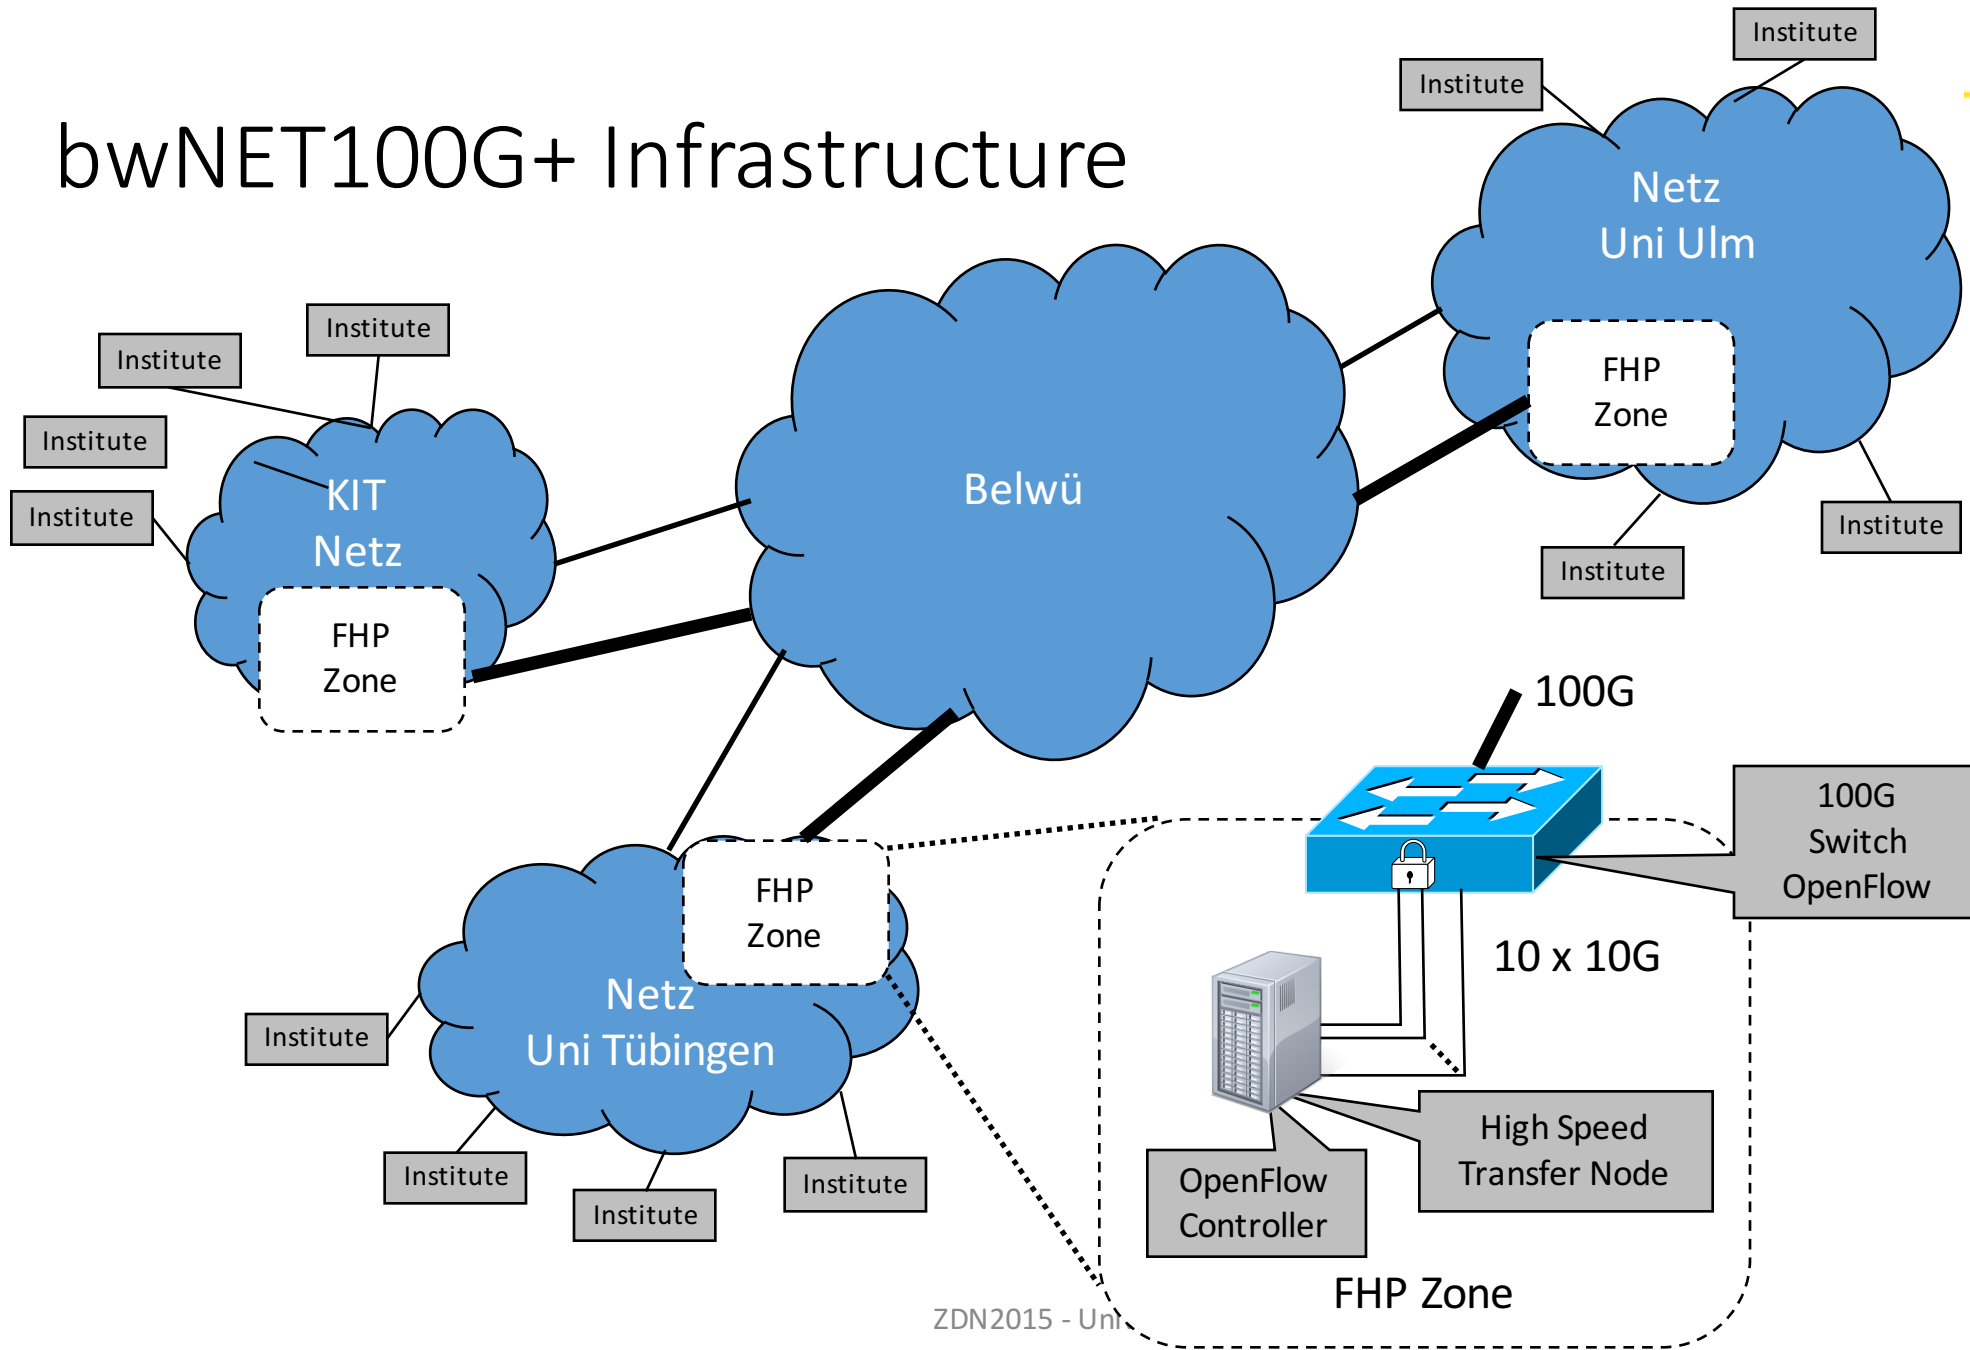 bwNET100G+ Infrastructure
Institute
Institute
Netz
Uni Ulm
FHP
Zone
Institute
Institute
Institute
Institute
Institute
Institute
KIT
Netz
FHP
Zone
Belwü
FHP
Zone
Netz
Uni Tübingen
Institute
Institute
Institute
Institute
100G
100G
Switch
OpenFlow
10 x 10G
High Speed
Transfer Node
OpenFlow
Controller
FHP Zone
ZDN2015 - Uni